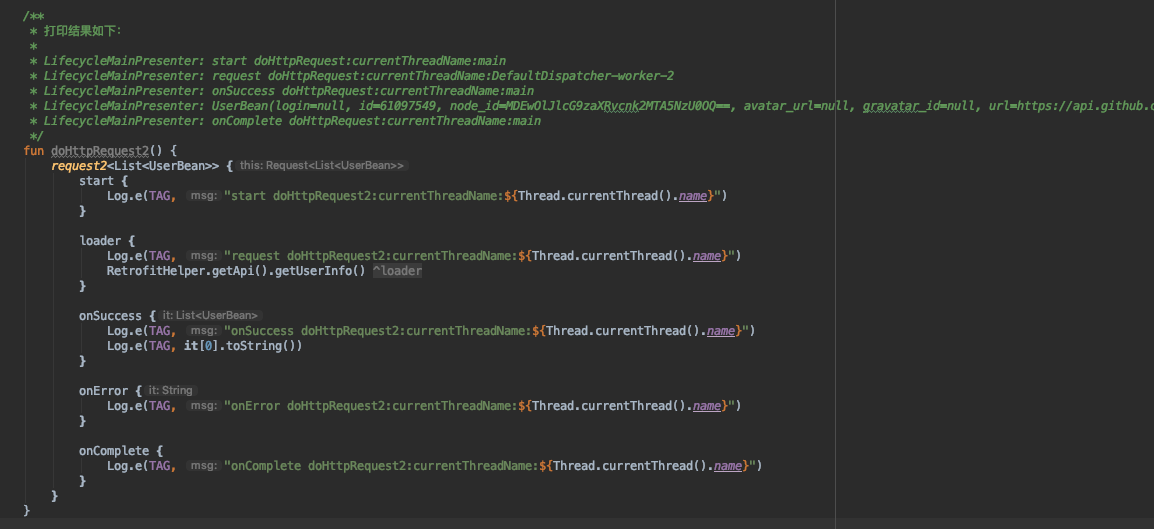 /**
* 打印结果如下:
*
* LifecycleMainPresenter: start doHttpRequest:currentThreadName:main
* LifecycleMainPresenter: request doHttpRequest:currentThreadName:DefaultDispatcher-worker-2
* LifecycleMainPresenter: onSuccess doHttpRequest:currentThreadName:main
* LifecycleMainPresenter: UserBean(login=null, id=61097549, node_id=MDEwOlJlcG9zaXRvcnk2MTA5NzU0OQ==, avatar_url=null, gravatar_id=null, url=https://api.github.
* LifecycleMainPresenter: onComplete doHttpRequest:currentThreadName:main
*/
fun doHttpRequest2() {
request2<List<UserBean>> { this: Request<List<UserBean>>
start {
Log.e(TAG, msg: "start doHttpRequest2:currentThreadName:${Thread.currentThread().name}")
}
loader {
Log.e(TAG, msg: "request doHttpRequest2:currentThreadName:${Thread.currentThread().name}")
RetrofitHelper.getApi().getUserInfo() ^loader
}
onSuccess { it: List<UserBean>
Log.e(TAG, msg: "onSuccess doHttpRequest2:currentThreadName:${Thread.currentThread().name}")
Log.e(TAG, it[0].toString())
}
onError { it: String
Log.e(TAG, msg: "onError doHttpRequest2:currentThreadName:${Thread.currentThread().name}")
}
onComplete {
Log.e(TAG, msg: "onComplete doHttpRequest2:currentThreadName:${Thread.currentThread().name}")
}
}
}